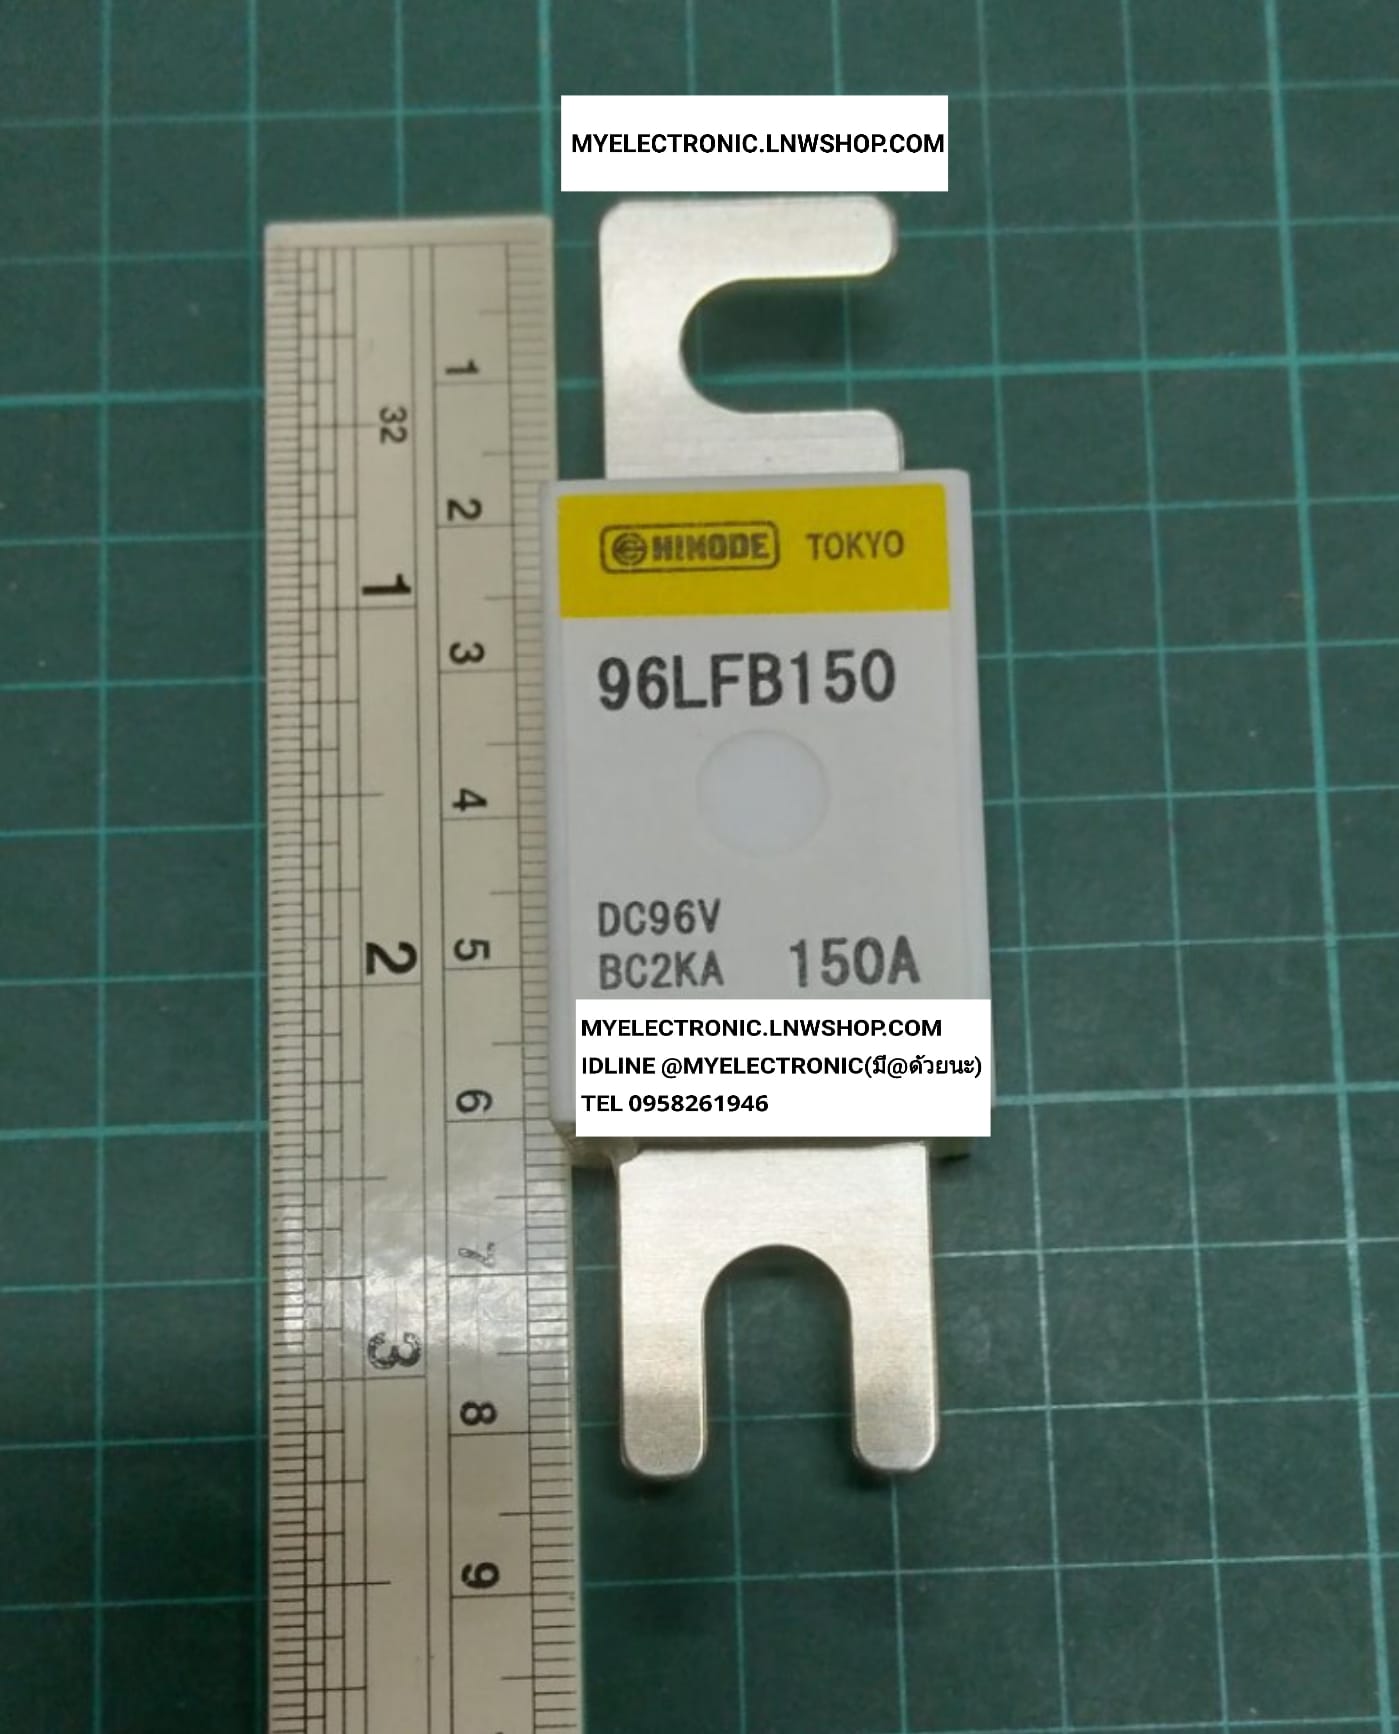 MYELECTRONIC.LNWSHOP.COM
HINODE TOKYO
96LFB150
DC96V
BC2KA 150A
MYELECTRONIC.LNWSHOP.COM
IDLINE @MYELECTRONIC(มี@ด้วยนะ)
TEL 0958261946
1
32
2
1
3
4
2
5
6
7
3
8
9